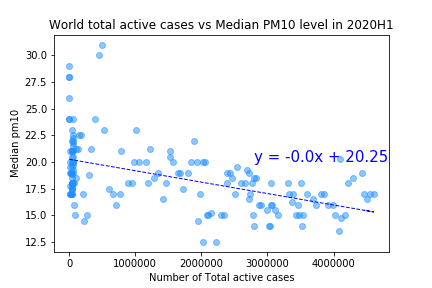 World total active cases vs Median PM10 level in 2020H1
30.0
27.5
25.0
22.5
20.0
17.5
15.0
12.5
Median pm10
y = -0.0x + 20.25
0 1000000 2000000 3000000 4000000
Number of Total active cases